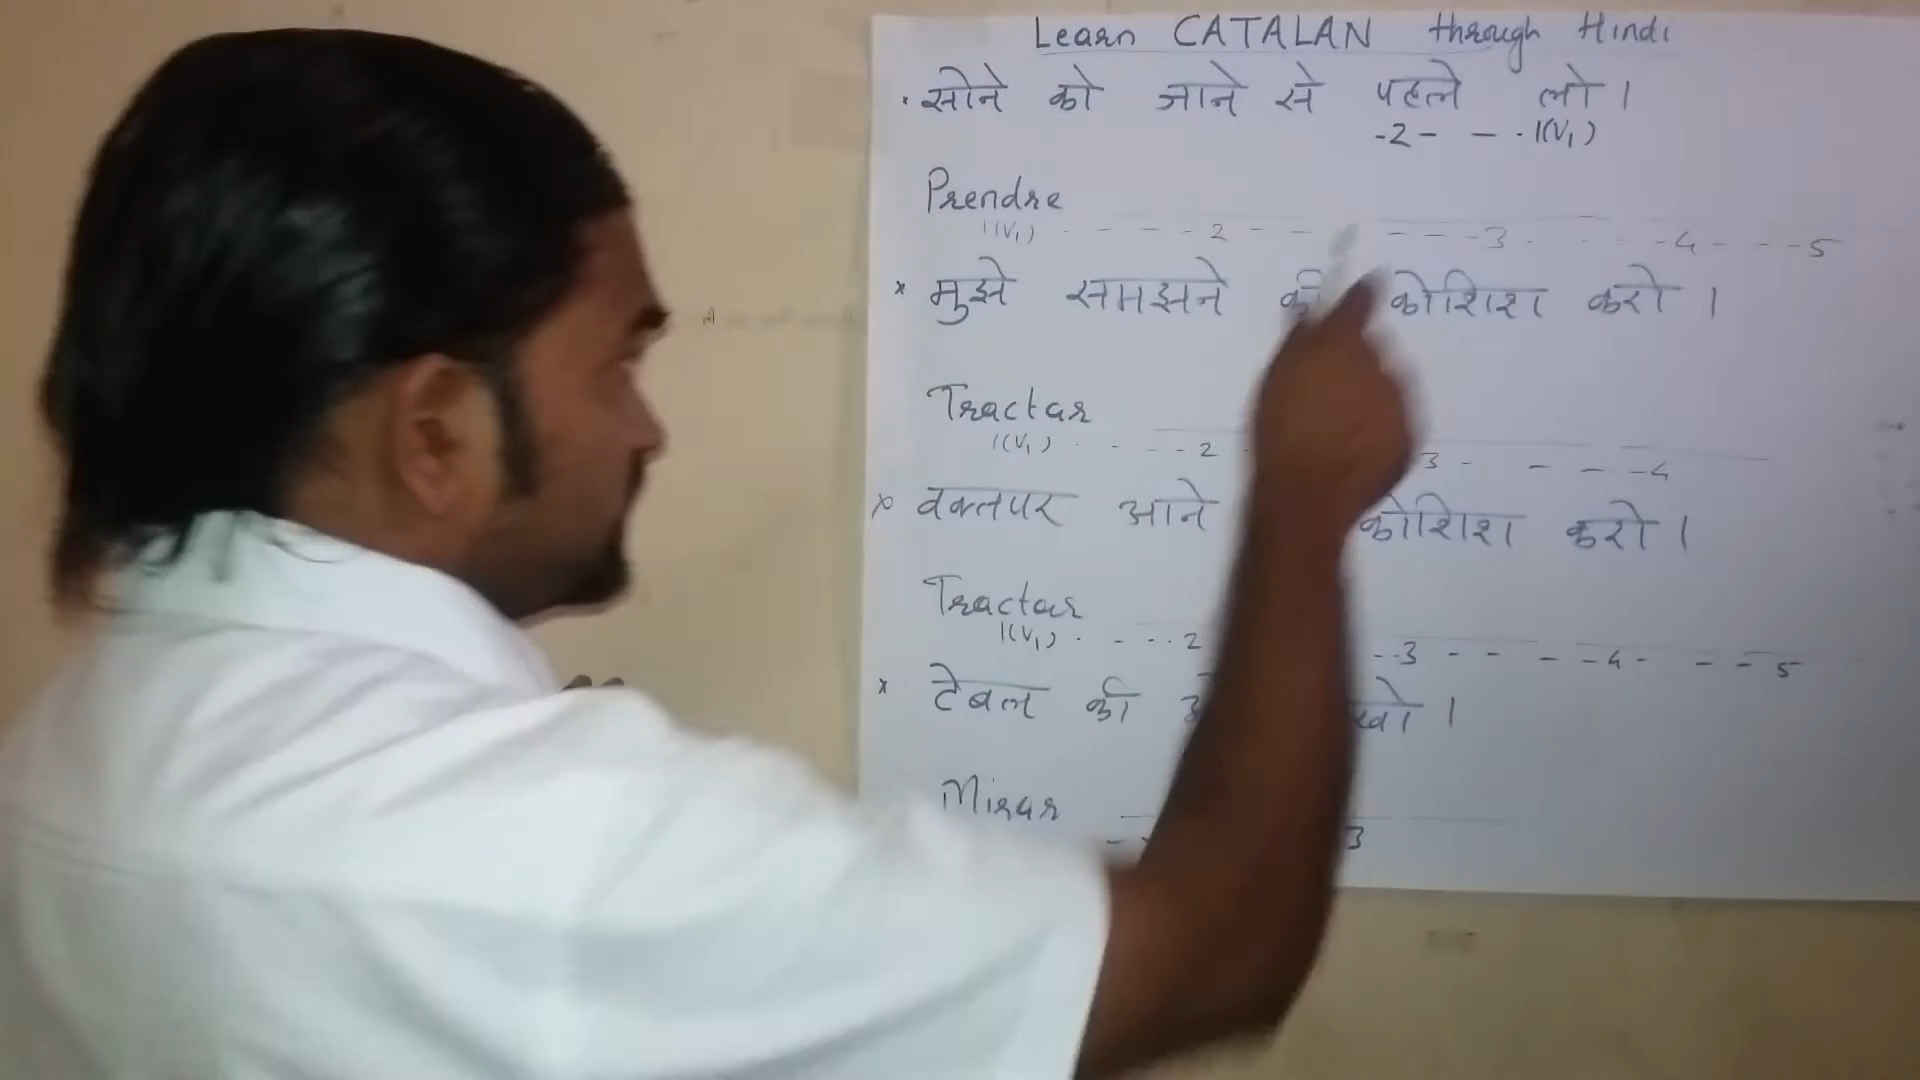 Learn CATALAN through Hindi
· सोने को जाने से पहले लो।
-2- - - · 1(V₁)
Prendre
1(V₁) - - - - 2 - - - - - 3 - - - 4 - - - - 5
× मुझे समझने की कोशिश करो।
Tractar
1(V₁) - - - - 2 - 3 - - - - 4
× वक्तपर आने कोशिश करो।
Tractar
1(V₁) - - - - 2 - - 3 - - - - 4 - - - 5
× टेबल की
Mirar
- - 3